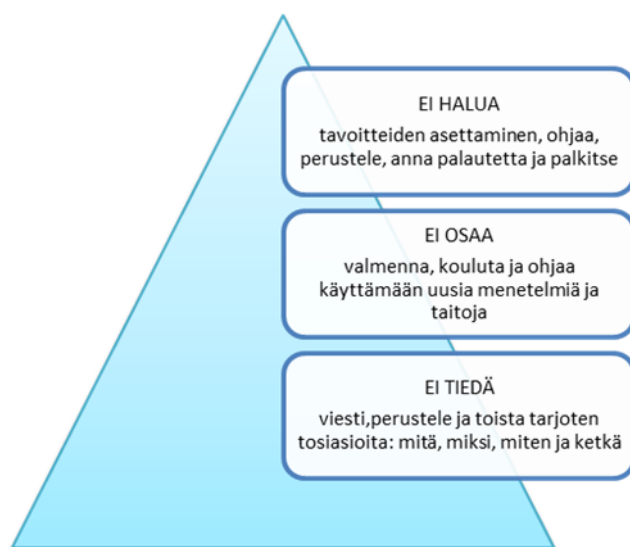 EI HALUA
tavoitteiden asettaminen, ohjaa,
perustele, anna palautetta ja palkitse
EI OSAA
valmenna, kouluta ja ohjaa
käyttämään uusia menetelmiä ja
taitoja
EI TIEDÄ
viesti,perustele ja toista tarjoten
tosiasioita: mitä, miksi, miten ja ketkä